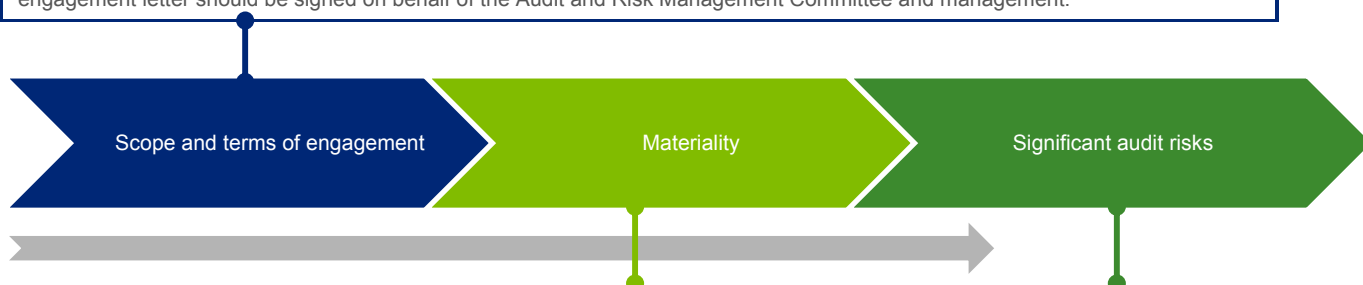 engagement letter should be signed on behalf of the Audit and Risk Management Committee and management.
Scope and terms of engagement
Materiality
Significant audit risks